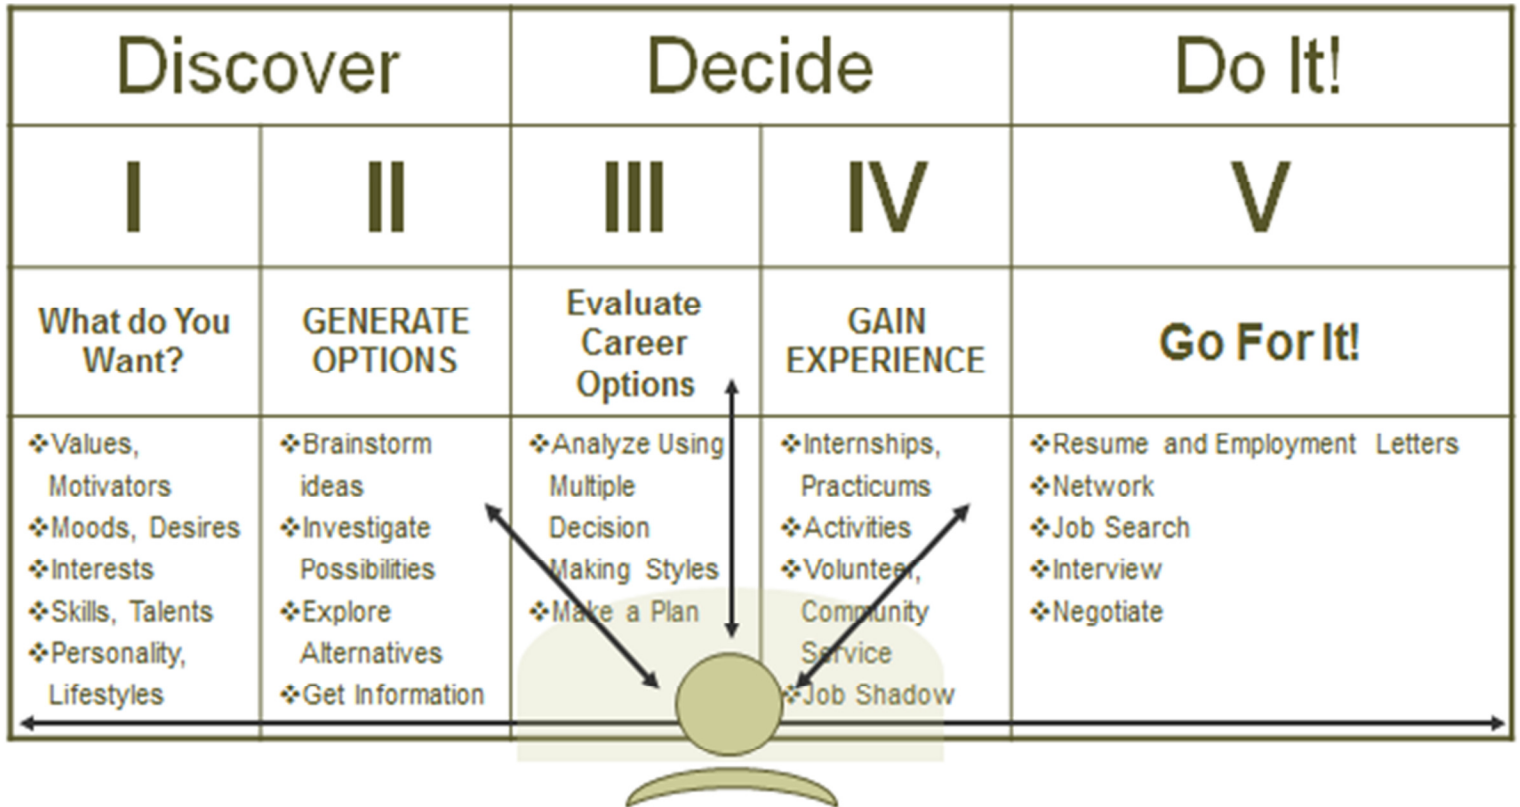 Discover
Decide
Do It!
I
II
III
IV
V
What do You
Want?
GENERATE
OPTIONS
Evaluate
Career
Options
GAIN
EXPERIENCE
Go For It!
❖Values,
Motivators
❖Moods, Desires
❖Interests
❖Skills, Talents
❖Personality,
Lifestyles
❖Brainstorm
ideas
❖Investigate
Possibilities
❖Explore
Alternatives
❖Get Information
❖Analyze Using
Multiple
Decision
Making Styles
❖Make a Plan
❖Internships,
Practicums
❖Activities
❖Volunteer,
Community
Service
❖Job Shadow
❖Resume and Employment Letters
❖Network
❖Job Search
❖Interview
❖Negotiate